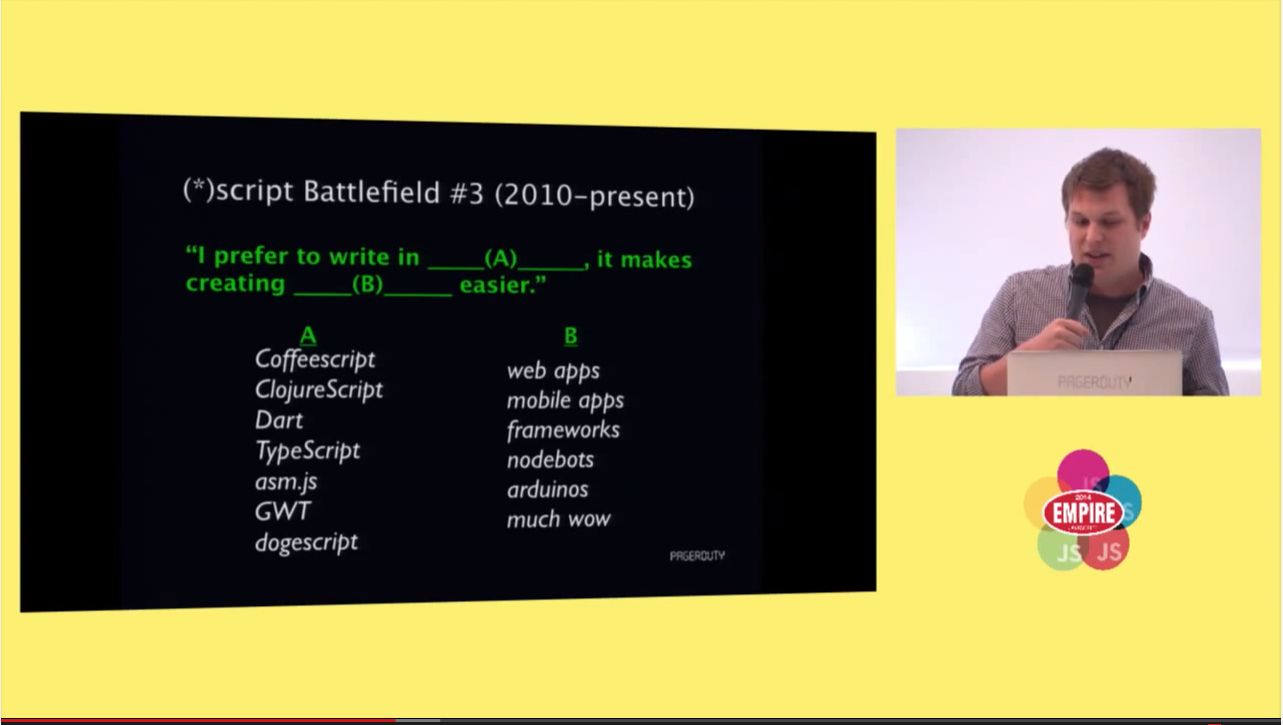 (*)script Battlefield #3 (2010-present)
“I prefer to write in _____(A)______, it makes
creating _____(B)______ easier.”
A
Coffeescript
ClojureScript
Dart
TypeScript
asm.js
GWT
dogescript
B
web apps
mobile apps
frameworks
nodebots
arduinos
much wow
PAGERDUTY
PAGERDUTY
JS
2014
EMPIRE
JS
JS